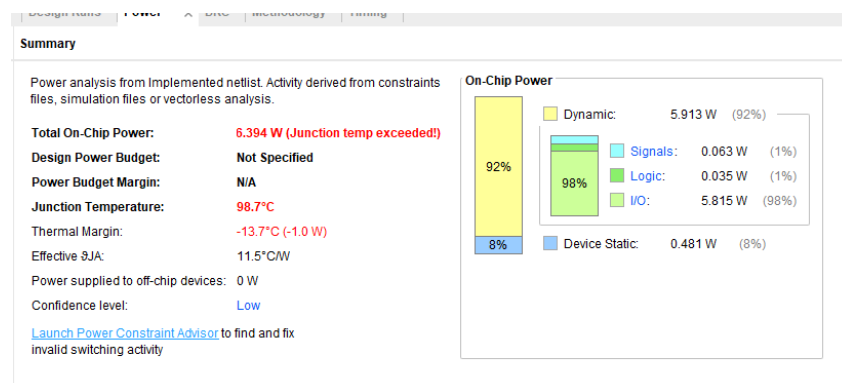 Design Runs Power × DRC Methodology Timing
Summary
Power analysis from Implemented netlist. Activity derived from constraints
files, simulation files or vectorless analysis.
Total On-Chip Power: 6.394 W (Junction temp exceeded!)
Design Power Budget: Not Specified
Power Budget Margin: N/A
Junction Temperature: 98.7°C
Thermal Margin: -13.7°C (-1.0 W)
Effective ϑJA: 11.5°C/W
Power supplied to off-chip devices: 0 W
Confidence level: Low
Launch Power Constraint Advisor to find and fix
invalid switching activity
On-Chip Power
92%
8%
Dynamic: 5.913 W (92%)
98%
Signals: 0.063 W (1%)
Logic: 0.035 W (1%)
I/O: 5.815 W (98%)
Device Static: 0.481 W (8%)